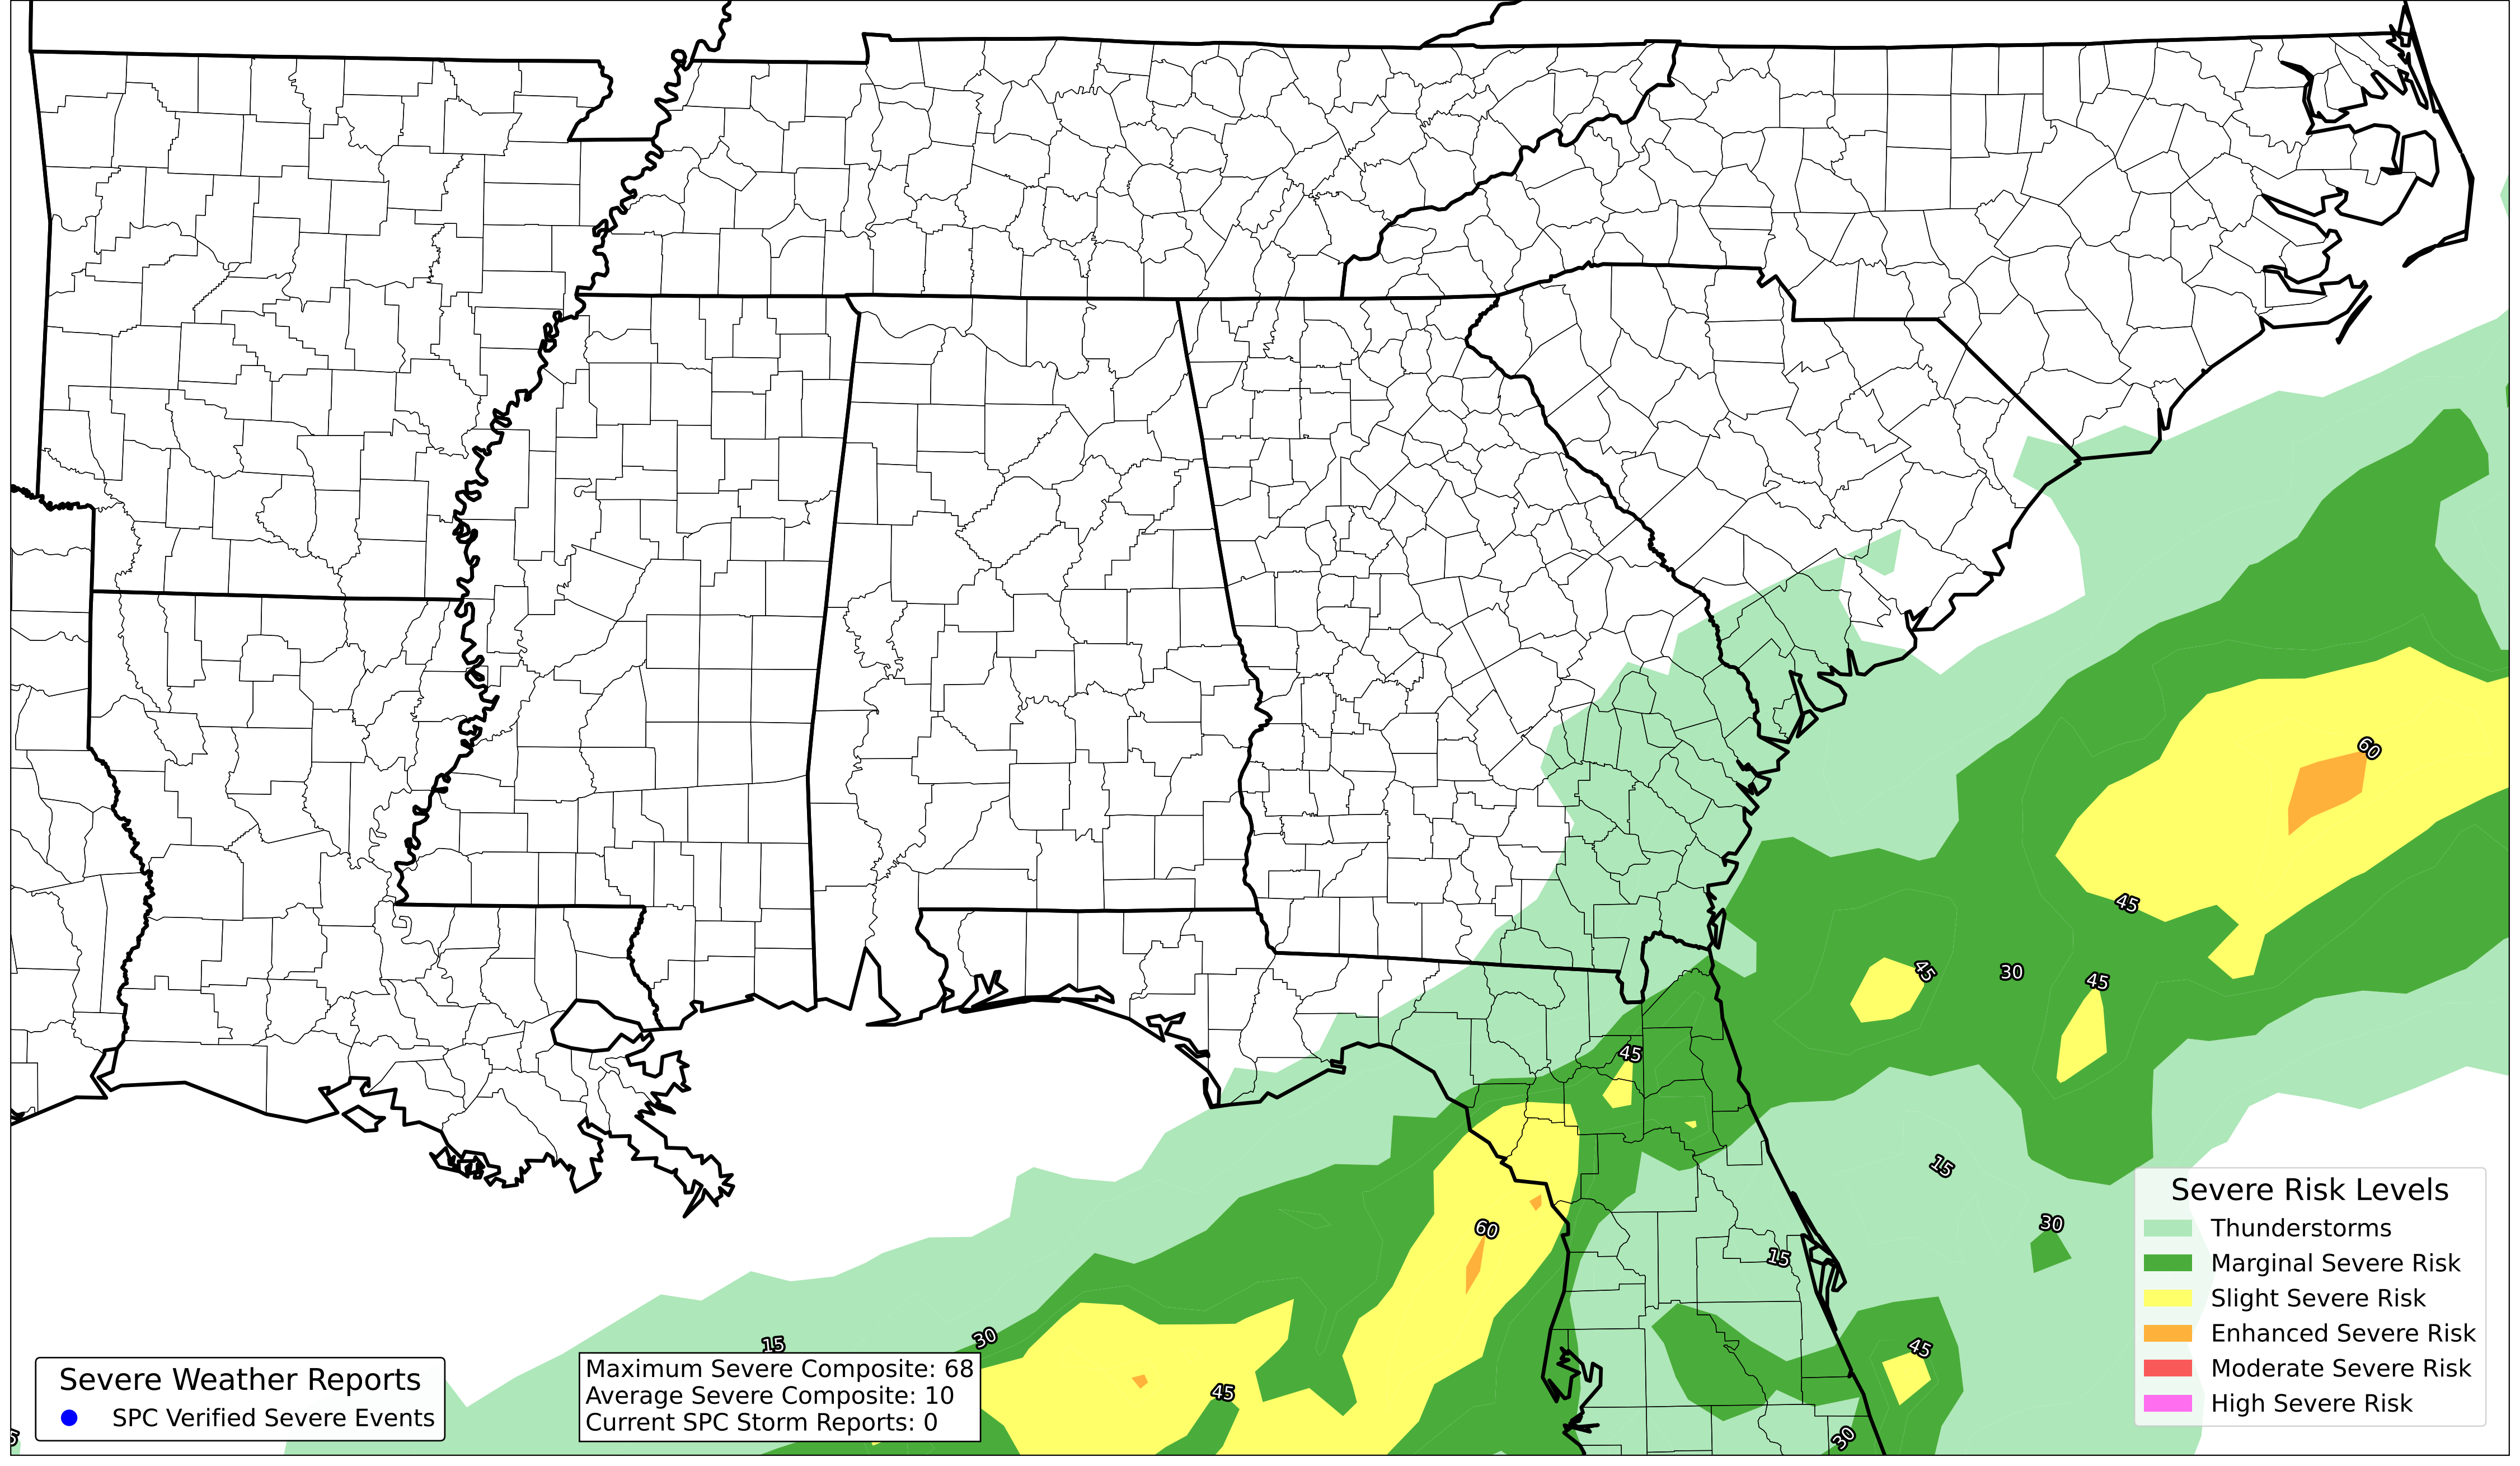 60
45
45
30
45
45
15
30
60
15
15
30
45
45
30
Severe Weather Reports
SPC Verified Severe Events
Maximum Severe Composite: 68
Average Severe Composite: 10
Current SPC Storm Reports: 0
Severe Risk Levels
Thunderstorms
Marginal Severe Risk
Slight Severe Risk
Enhanced Severe Risk
Moderate Severe Risk
High Severe Risk